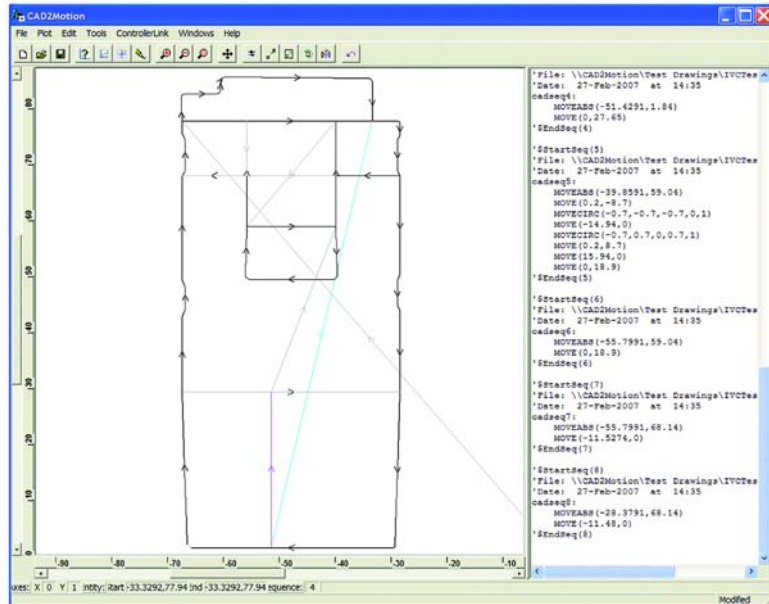 CAD2Motion
File Plot Edit Tools ControllerLink Windows Help
80
70
60
50
40
30
20
10
0
-90 -80 -70 -60 -50 -40 -30 -20 -10
'File: \\CAD2Motion\Test Drawings\IVCTes
'Date: 27-Feb-2007 at 14:35
cadseq4:
MOVEABS(-51.4291,1.84)
MOVE(0,27.65)
'$EndSeq(4)
'$StartSeq(5)
'File: \\CAD2Motion\Test Drawings\IVCTes
'Date: 27-Feb-2007 at 14:35
cadseq5:
MOVEABS(-39.8591,59.04)
MOVE(0.2,-8.7)
MOVECIRC(-0.7,-0.7,-0.7,0,1)
MOVE(-14.94,0)
MOVECIRC(-0.7,0.7,0,0.7,1)
MOVE(0.2,8.7)
MOVE(15.94,0)
MOVE(0,18.9)
'$EndSeq(5)
'$StartSeq(6)
'File: \\CAD2Motion\Test Drawings\IVCTes
'Date: 27-Feb-2007 at 14:35
cadseq6:
MOVEABS(-55.7991,59.04)
MOVE(0,18.9)
'$EndSeq(6)
'$StartSeq(7)
'File: \\CAD2Motion\Test Drawings\IVCTes
'Date: 27-Feb-2007 at 14:35
cadseq7:
MOVEABS(-55.7991,68.14)
MOVE(-11.5274,0)
'$EndSeq(7)
'$StartSeq(8)
'File: \\CAD2Motion\Test Drawings\IVCTes
'Date: 27-Feb-2007 at 14:35
cadseq8:
MOVEABS(-28.3791,68.14)
MOVE(-11.48,0)
'$EndSeq(8)
xes: X 0 Y 1 ntity: Start -33.3292,77.94 nd -33.3292,77.94 equence: 4
Modified